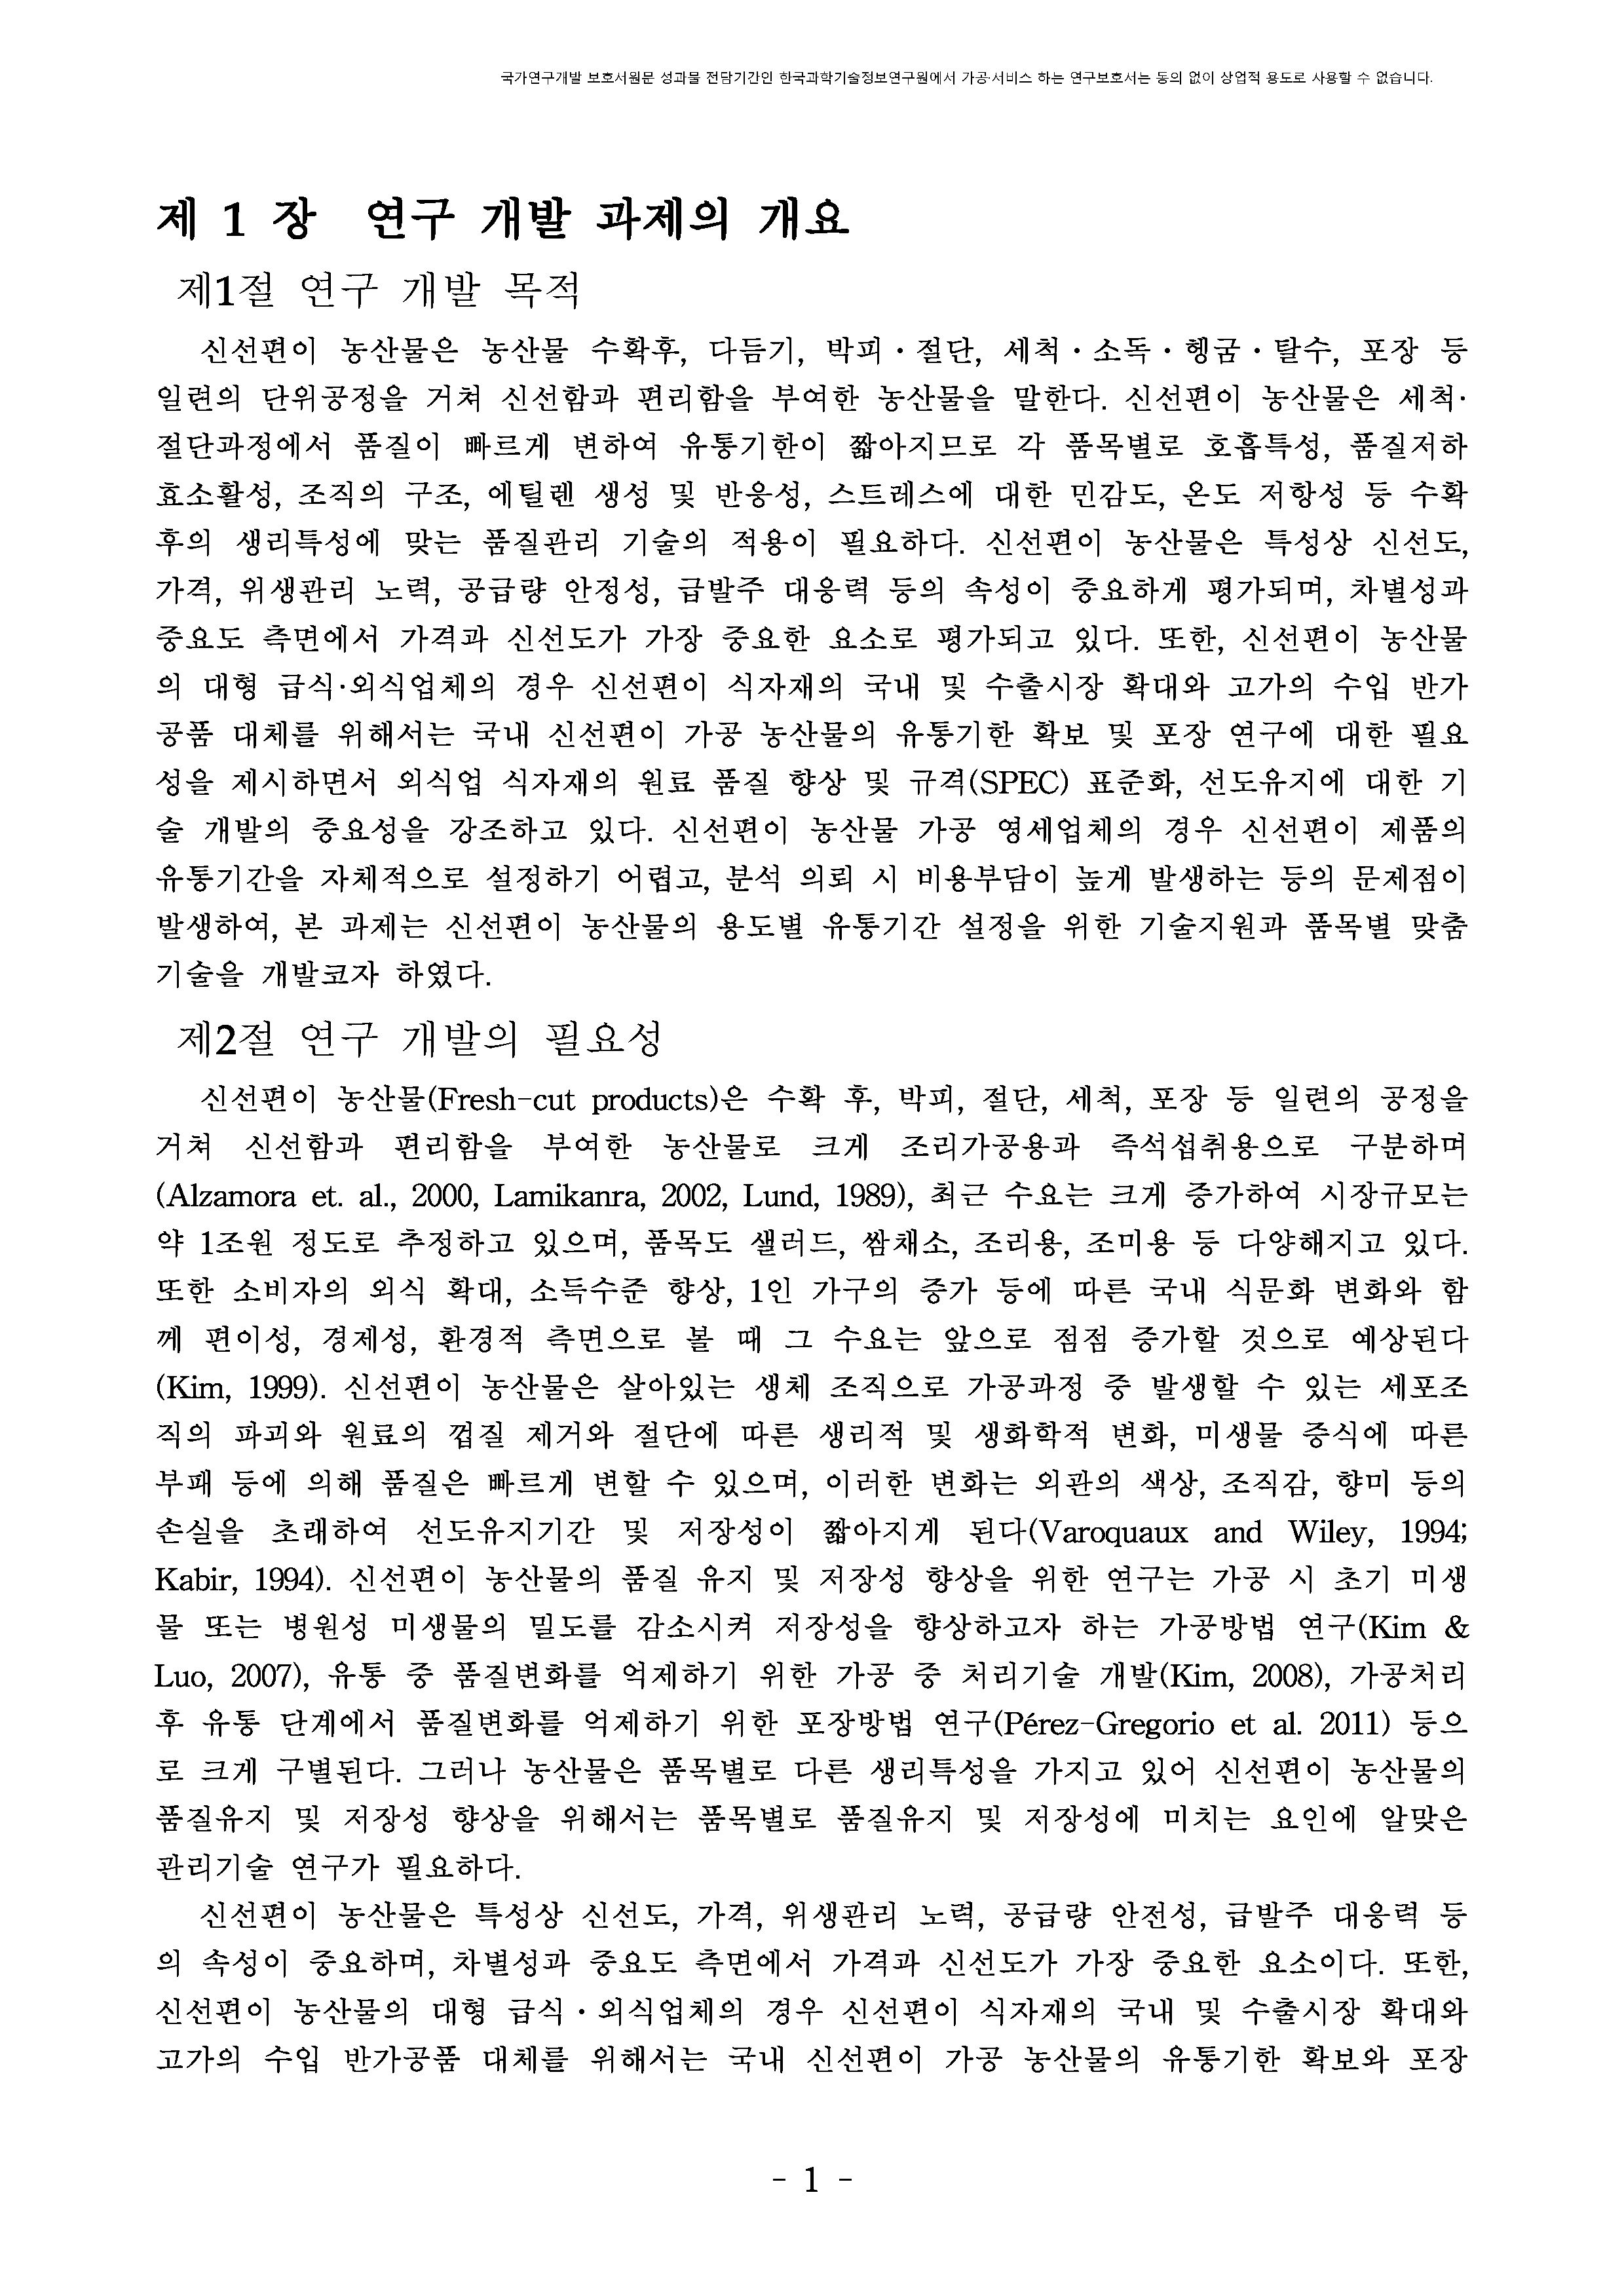 국가연구개발 보호서원문 성과물 전담기간인 한국과학기술정보연구원에서 가공·서비스 하는 연구보호서는 동의 없이 상업적 용도로 사용할 수 없습니다.
제 1 장 연구 개발 과제의 개요
제1절 연구 개발 목적
신선편이 농산물은 농산물 수확후, 다듬기, 박피·절단, 세척·소독·헹굼·탈수, 포장 등
일련의 단위공정을 거쳐 신선함과 편리함을 부여한 농산물을 말한다. 신선편이 농산물은 세척·
절단과정에서 품질이 빠르게 변하여 유통기한이 짧아지므로 각 품목별로 호흡특성, 품질저하
효소활성, 조직의 구조, 에틸렌 생성 및 반응성, 스트레스에 대한 민감도, 온도 저항성 등 수확
후의 생리특성에 맞는 품질관리 기술의 적용이 필요하다. 신선편이 농산물은 특성상 신선도,
가격, 위생관리 노력, 공급량 안정성, 급발주 대응력 등의 속성이 중요하게 평가되며, 차별성과
중요도 측면에서 가격과 신선도가 가장 중요한 요소로 평가되고 있다. 또한, 신선편이 농산물
의 대형 급식·외식업체의 경우 신선편이 식자재의 국내 및 수출시장 확대와 고가의 수입 반가
공품 대체를 위해서는 국내 신선편이 가공 농산물의 유통기한 확보 및 포장 연구에 대한 필요
성을 제시하면서 외식업 식자재의 원료 품질 향상 및 규격(SPEC) 표준화, 선도유지에 대한 기
술 개발의 중요성을 강조하고 있다. 신선편이 농산물 가공 영세업체의 경우 신선편이 제품의
유통기간을 자체적으로 설정하기 어렵고, 분석 의뢰 시 비용부담이 높게 발생하는 등의 문제점이
발생하여, 본 과제는 신선편이 농산물의 용도별 유통기간 설정을 위한 기술지원과 품목별 맞춤
기술을 개발코자 하였다.
제2절 연구 개발의 필요성
신선편이 농산물(Fresh-cut products)은 수확 후, 박피, 절단, 세척, 포장 등 일련의 공정을
거쳐 신선함과 편리함을 부여한 농산물로 크게 조리가공용과 즉석섭취용으로 구분하며
(Alzamora et. al., 2000, Lamikanra, 2002, Lund, 1989), 최근 수요는 크게 증가하여 시장규모는
약 1조원 정도로 추정하고 있으며, 품목도 샐러드, 쌈채소, 조리용, 조미용 등 다양해지고 있다.
또한 소비자의 외식 확대, 소득수준 향상, 1인 가구의 증가 등에 따른 국내 식문화 변화와 함
께 편이성, 경제성, 환경적 측면으로 볼 때 그 수요는 앞으로 점점 증가할 것으로 예상된다
(Kim, 1999). 신선편이 농산물은 살아있는 생체 조직으로 가공과정 중 발생할 수 있는 세포조
직의 파괴와 원료의 껍질 제거와 절단에 따른 생리적 및 생화학적 변화, 미생물 증식에 따른
부패 등에 의해 품질은 빠르게 변할 수 있으며, 이러한 변화는 외관의 색상, 조직감, 향미 등의
손실을 초래하여 선도유지기간 및 저장성이 짧아지게 된다(Varoquaux and Wiley, 1994;
Kabir, 1994). 신선편이 농산물의 품질 유지 및 저장성 향상을 위한 연구는 가공 시 초기 미생
물 또는 병원성 미생물의 밀도를 감소시켜 저장성을 향상하고자 하는 가공방법 연구(Kim &
Luo, 2007), 유통 중 품질변화를 억제하기 위한 가공 중 처리기술 개발(Kim, 2008), 가공처리
후 유통 단계에서 품질변화를 억제하기 위한 포장방법 연구(Pérez-Gregorio et al. 2011) 등으
로 크게 구별된다. 그러나 농산물은 품목별로 다른 생리특성을 가지고 있어 신선편이 농산물의
품질유지 및 저장성 향상을 위해서는 품목별로 품질유지 및 저장성에 미치는 요인에 알맞은
관리기술 연구가 필요하다.
신선편이 농산물은 특성상 신선도, 가격, 위생관리 노력, 공급량 안전성, 급발주 대응력 등
의 속성이 중요하며, 차별성과 중요도 측면에서 가격과 신선도가 가장 중요한 요소이다. 또한,
신선편이 농산물의 대형 급식·외식업체의 경우 신선편이 식자재의 국내 및 수출시장 확대와
고가의 수입 반가공품 대체를 위해서는 국내 신선편이 가공 농산물의 유통기한 확보와 포장
- 1 -